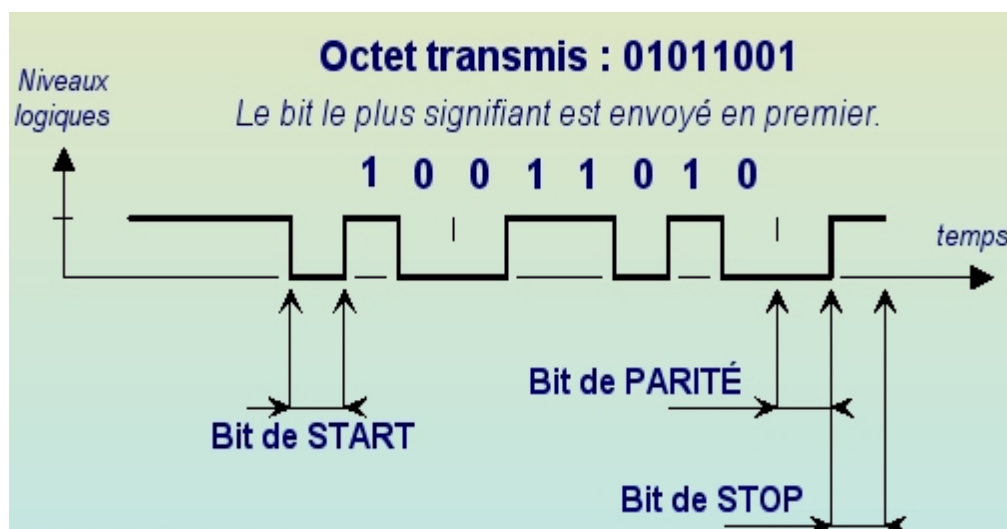 Octet transmis : 01011001
Niveaux
logiques
Le bit le plus signifiant est envoyé en premier.
1 0 0 1 1 0 1 0
temps
Bit de PARITÉ
Bit de START
Bit de STOP